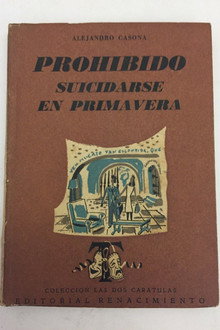 ALEJANDRO CASONA
PROHIBIDO
SUICIDARSE
EN PRIMAVERA
COLECCION LAS DOS CARATULAS
EDITORIAL RENACIMIENTO